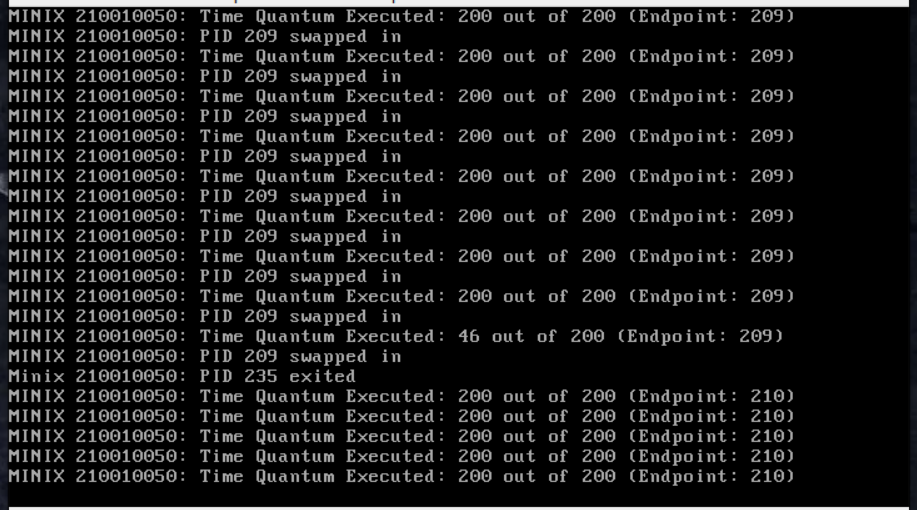 MINIX 210010050: Time Quantum Executed: 200 out of 200 (Endpoint: 209)
MINIX 210010050: PID 209 swapped in
MINIX 210010050: Time Quantum Executed: 200 out of 200 (Endpoint: 209)
MINIX 210010050: PID 209 swapped in
MINIX 210010050: Time Quantum Executed: 200 out of 200 (Endpoint: 209)
MINIX 210010050: PID 209 swapped in
MINIX 210010050: Time Quantum Executed: 200 out of 200 (Endpoint: 209)
MINIX 210010050: PID 209 swapped in
MINIX 210010050: Time Quantum Executed: 200 out of 200 (Endpoint: 209)
MINIX 210010050: PID 209 swapped in
MINIX 210010050: Time Quantum Executed: 200 out of 200 (Endpoint: 209)
MINIX 210010050: PID 209 swapped in
MINIX 210010050: Time Quantum Executed: 200 out of 200 (Endpoint: 209)
MINIX 210010050: PID 209 swapped in
MINIX 210010050: Time Quantum Executed: 200 out of 200 (Endpoint: 209)
MINIX 210010050: PID 209 swapped in
MINIX 210010050: Time Quantum Executed: 46 out of 200 (Endpoint: 209)
MINIX 210010050: PID 209 swapped in
Minix 210010050: PID 235 exited
MINIX 210010050: Time Quantum Executed: 200 out of 200 (Endpoint: 210)
MINIX 210010050: Time Quantum Executed: 200 out of 200 (Endpoint: 210)
MINIX 210010050: Time Quantum Executed: 200 out of 200 (Endpoint: 210)
MINIX 210010050: Time Quantum Executed: 200 out of 200 (Endpoint: 210)
MINIX 210010050: Time Quantum Executed: 200 out of 200 (Endpoint: 210)